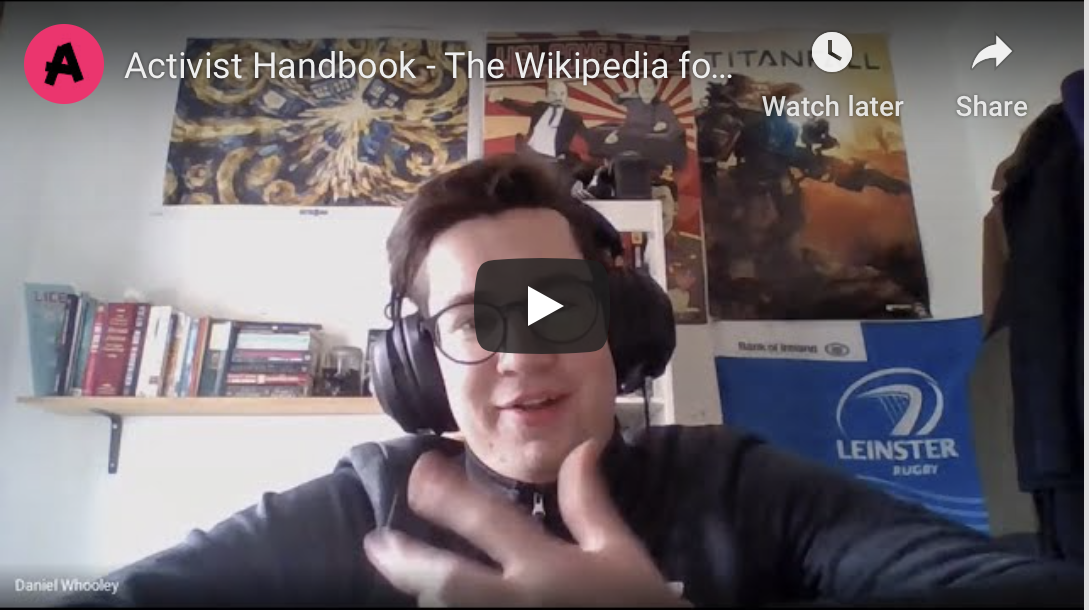 Activist Handbook - The Wikipedia fo...
Watch later
Share
TITANFALL
Bank of Ireland
LEINSTER
RUGBY
Daniel Whooley